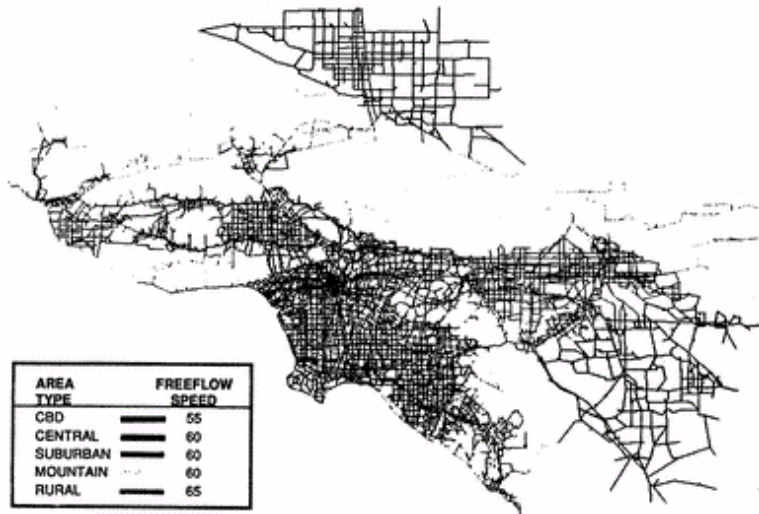 AREA TYPE FREEFLOW SPEED
CBD 55
CENTRAL 60
SUBURBAN 60
MOUNTAIN 60
RURAL 65